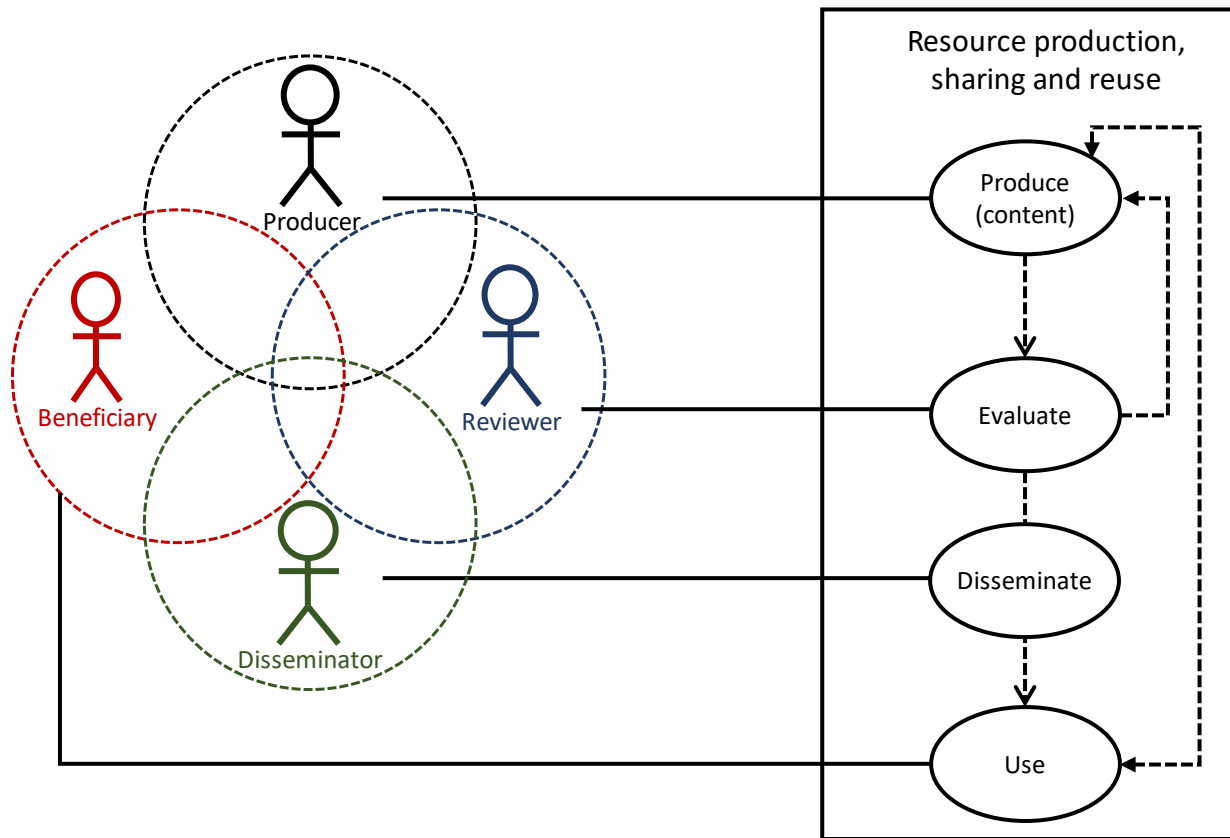 Resource production,
sharing and reuse
Producer
Produce
(content)
Beneficiary
Reviewer
Evaluate
Disseminator
Disseminate
Use